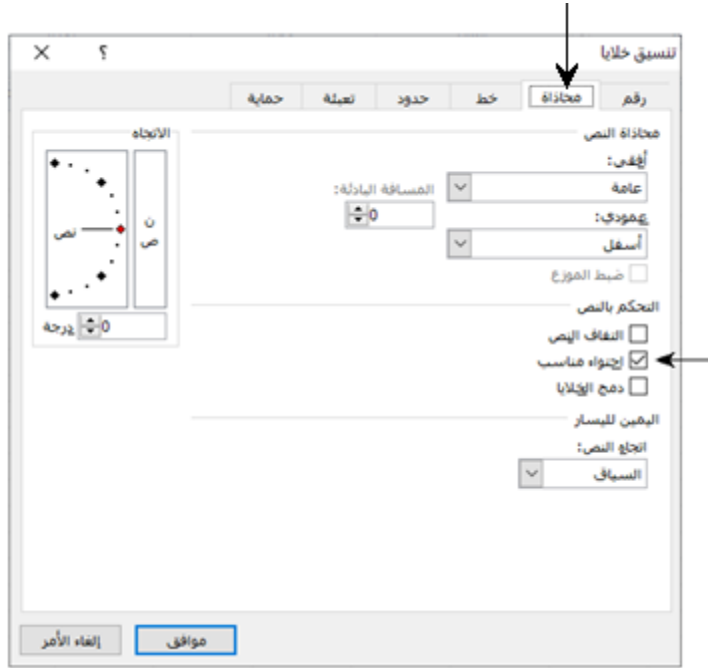 تنسيق خلايا
؟
رقم محاذاة خط حدود تعبئة حماية
محاذاة النص
أفقي:
عامة
المسافة البادئة:
0
عمودي:
أسفل
ضبط الموزع
التحكم بالنص
التفاف النص
احتواء مناسب
دمج الخلايا
اليمين لليسار
اتجاه النص:
السياق
الاتجاه
ن
ص
نص
0 درجة
موافق إلغاء الأمر